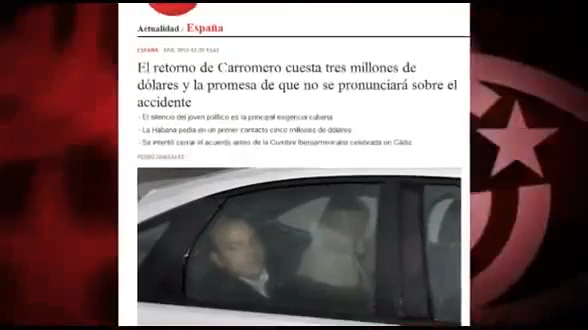 Actualidad / España
ESPAÑA
El retorno de Carromero cuesta tres millones de
dólares y la promesa de que no se pronunciará sobre el
accidente
- El silencio del joven político es la principal exigencia cubana
- La Habana pedía en un primer contacto cinco millones de dólares
- Se intentó cerrar el acuerdo antes de la Cumbre Iberoamericana celebrada en Cádiz